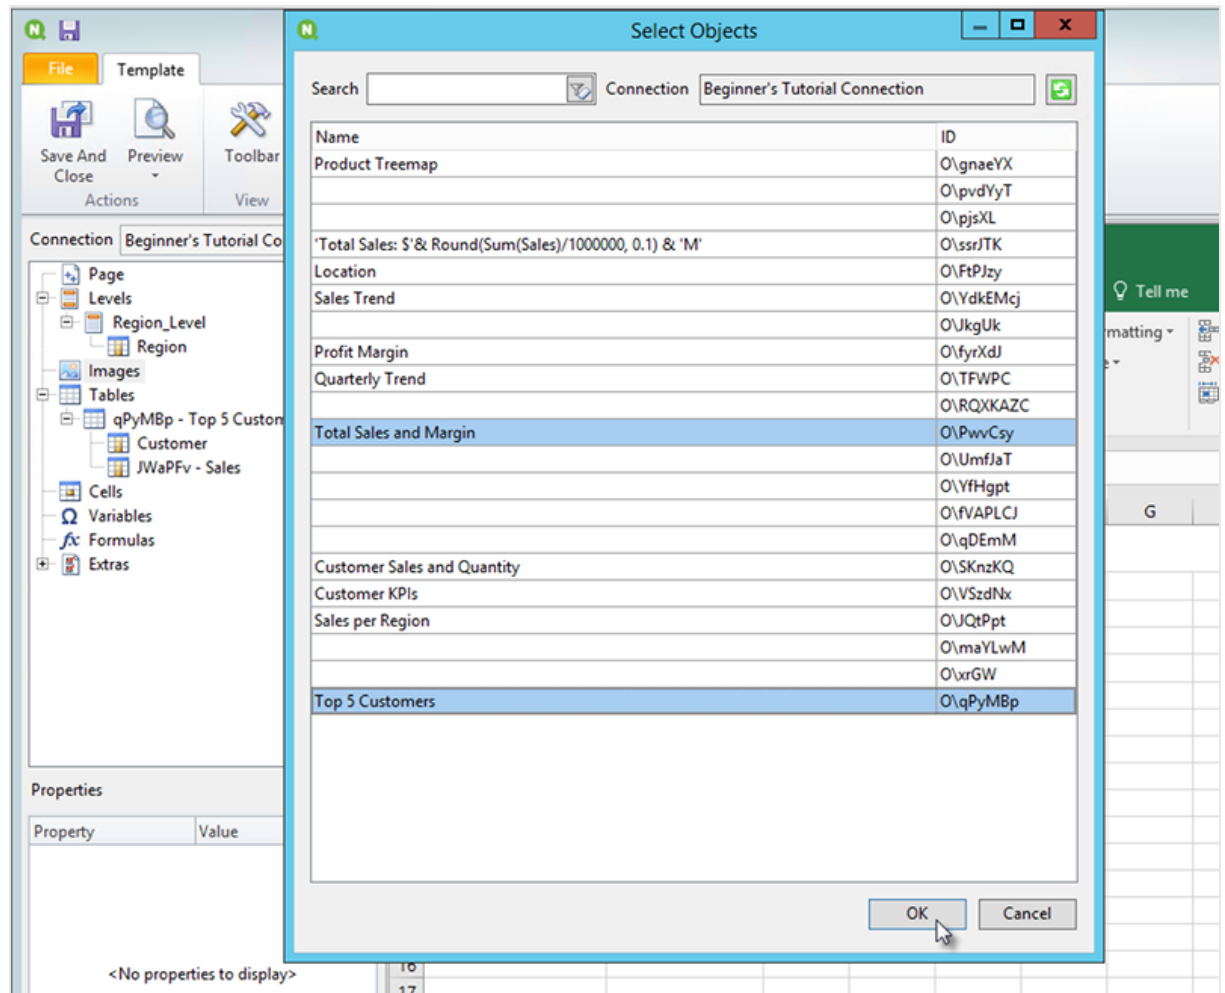 Select Objects
File Template
Search Connection Beginner's Tutorial Connection
Save And Close
Preview
Toolbar
Actions View
Connection Beginner's Tutorial Co
Page
Levels
Region_Level
Region
Images
Tables
qPyMBp - Top 5 Custom
Customer
JWaPFv - Sales
Cells
Variables
Formulas
Extras
Properties
Property Value
<No properties to display>
Name ID
Product Treemap O\gnaeYX
O\pvdYyT
O\pjsXL
'Total Sales: $'& Round(Sum(Sales)/1000000, 0.1) & 'M' O\ssrJTK
Location O\FtPJzy
Sales Trend O\YdkEMcj
O\JkgUk
Profit Margin O\fyrXdJ
Quarterly Trend O\TFWPC
O\RQXKAZC
Total Sales and Margin O\PwvCsy
O\UmfJaT
O\YfHgpt
O\fVAPLCJ
O\qDEmM
Customer Sales and Quantity O\SKnzKQ
Customer KPIs O\VSzdNx
Sales per Region O\JQtPpt
O\maYLwM
O\xrGW
Top 5 Customers O\qPyMBp
OK Cancel
Tell me
matting
G
16
17